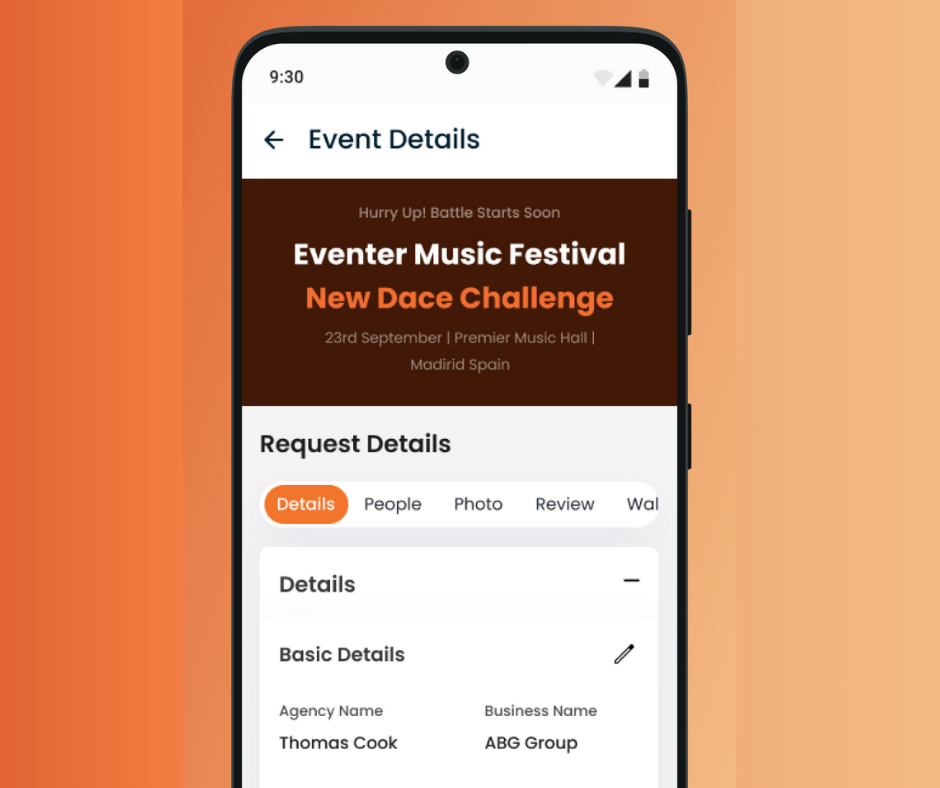 9:30
Event Details
Hurry Up! Battle Starts Soon
Eventer Music Festival
New Dace Challenge
23rd September | Premier Music Hall |
Madirid Spain
Request Details
Details People Photo Review Wal
Details
Basic Details
Agency Name Business Name
Thomas Cook ABG Group